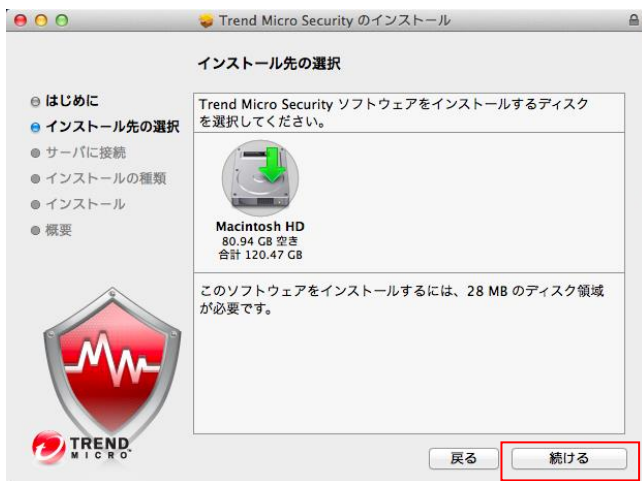 Trend Micro Security のインストール
インストール先の選択
はじめに
インストール先の選択
サーバに接続
インストールの種類
インストール
概要
Trend Micro Security ソフトウェアをインストールするディスク
を選択してください。
Macintosh HD
80.94 GB 空き
合計 120.47 GB
このソフトウェアをインストールするには、28 MB のディスク領域
が必要です。
TREND
MICRO
戻る
続ける